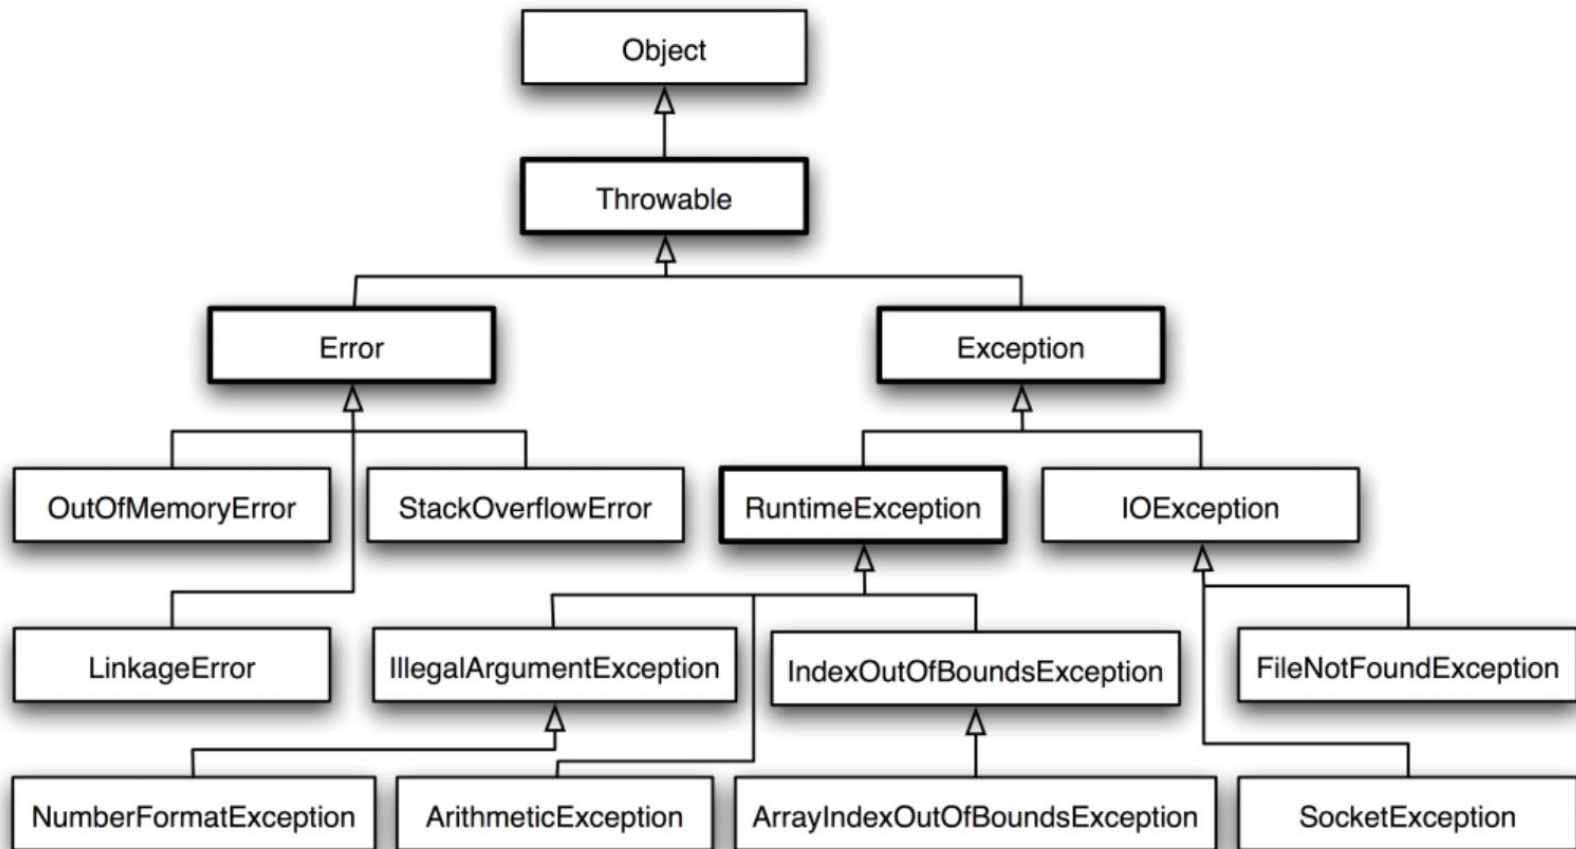 Object
Throwable
Error
Exception
OutOfMemoryError
StackOverflowError
RuntimeException
IOException
LinkageError
IllegalArgumentException
IndexOutOfBoundsException
FileNotFoundException
NumberFormatException
ArithmeticException
ArrayIndexOutOfBoundsException
SocketException